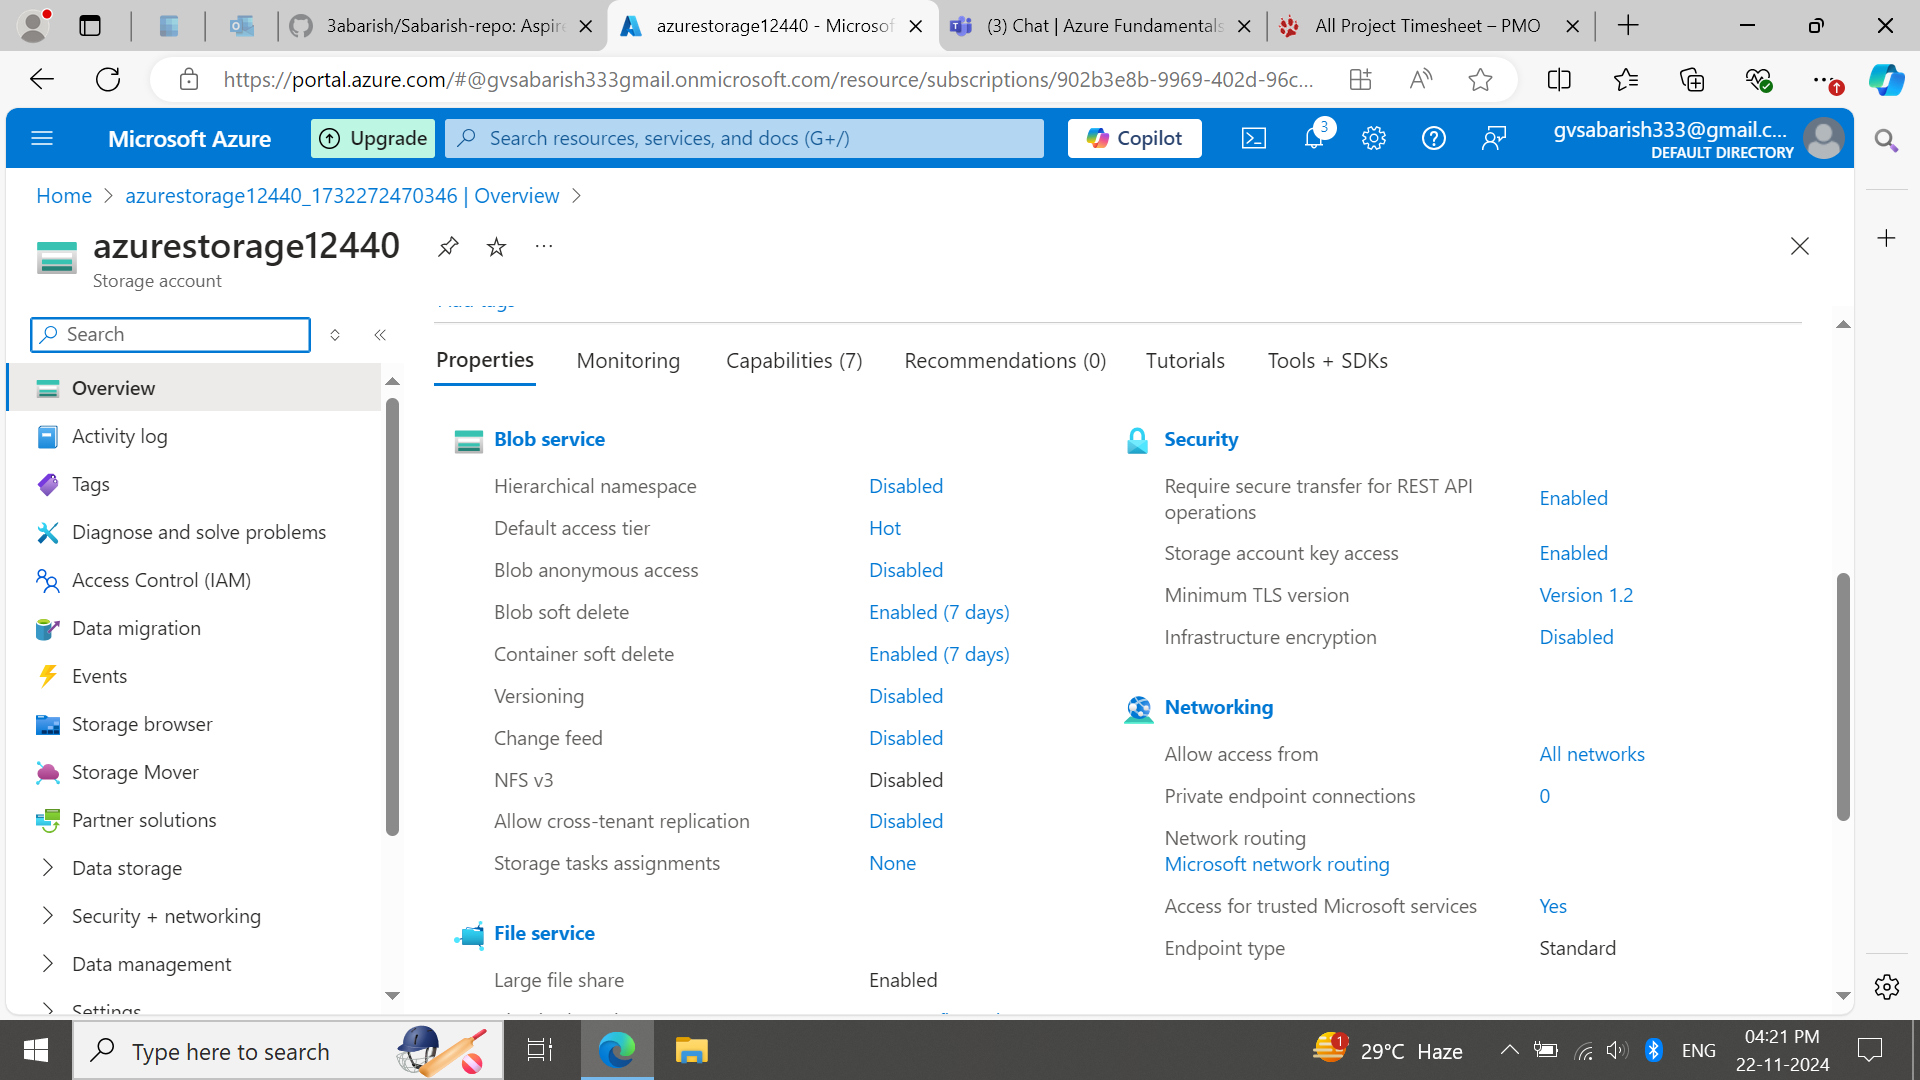 3abarish/Sabarish-repo: Aspire
azurestorage12440 - Microsof
(3) Chat | Azure Fundamentals
All Project Timesheet – PMO
https://portal.azure.com/#@gvsabarish333gmail.onmicrosoft.com/resource/subscriptions/902b3e8b-9969-402d-96c...
Microsoft Azure
Upgrade
Search resources, services, and docs (G+/)
Copilot
3
gvsabarish333@gmail.c...
DEFAULT DIRECTORY
Home > azurestorage12440_1732272470346 | Overview >
azurestorage12440
Storage account
Search
Overview
Activity log
Tags
Diagnose and solve problems
Access Control (IAM)
Data migration
Events
Storage browser
Storage Mover
Partner solutions
Data storage
Security + networking
Data management
Settings
Properties
Monitoring
Capabilities (7)
Recommendations (0)
Tutorials
Tools + SDKs
Blob service
Hierarchical namespace Disabled
Default access tier Hot
Blob anonymous access Disabled
Blob soft delete Enabled (7 days)
Container soft delete Enabled (7 days)
Versioning Disabled
Change feed Disabled
NFS v3 Disabled
Allow cross-tenant replication Disabled
Storage tasks assignments None
File service
Large file share Enabled
Security
Require secure transfer for REST API operations Enabled
Storage account key access Enabled
Minimum TLS version Version 1.2
Infrastructure encryption Disabled
Networking
Allow access from All networks
Private endpoint connections 0
Network routing
Microsoft network routing
Access for trusted Microsoft services Yes
Endpoint type Standard
Type here to search
1
29°C Haze
ENG
04:21 PM
22-11-2024